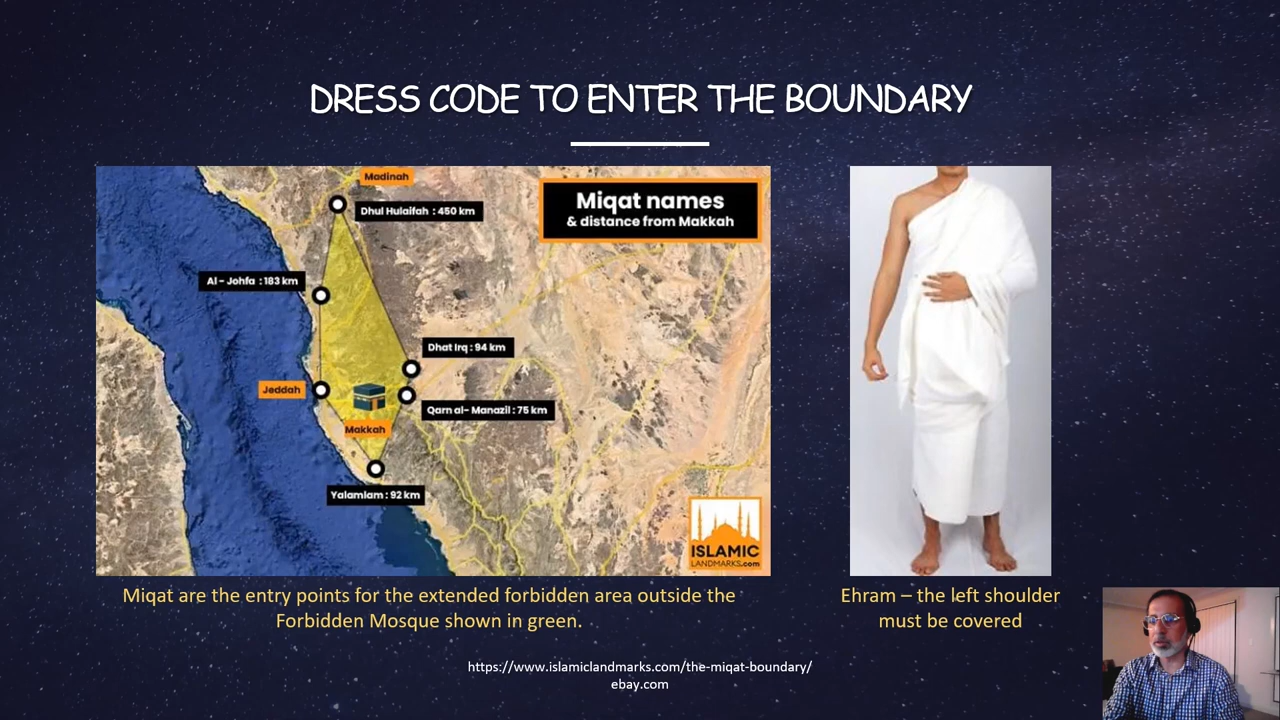 DRESS CODE TO ENTER THE BOUNDARY
Madinah
Miqat names
& distance from Makkah
Dhul Hulaifah : 450 km
Al - Johfa : 183 km
Dhat Irq : 94 km
Jeddah
Qarn al- Manazil : 75 km
Makkah
Yalamlam : 92 km
ISLAMIC
LANDMARKS.com
Miqat are the entry points for the extended forbidden area outside the
Forbidden Mosque shown in green.
Ehram – the left shoulder
must be covered
https://www.islamiclandmarks.com/the-miqat-boundary/
ebay.com